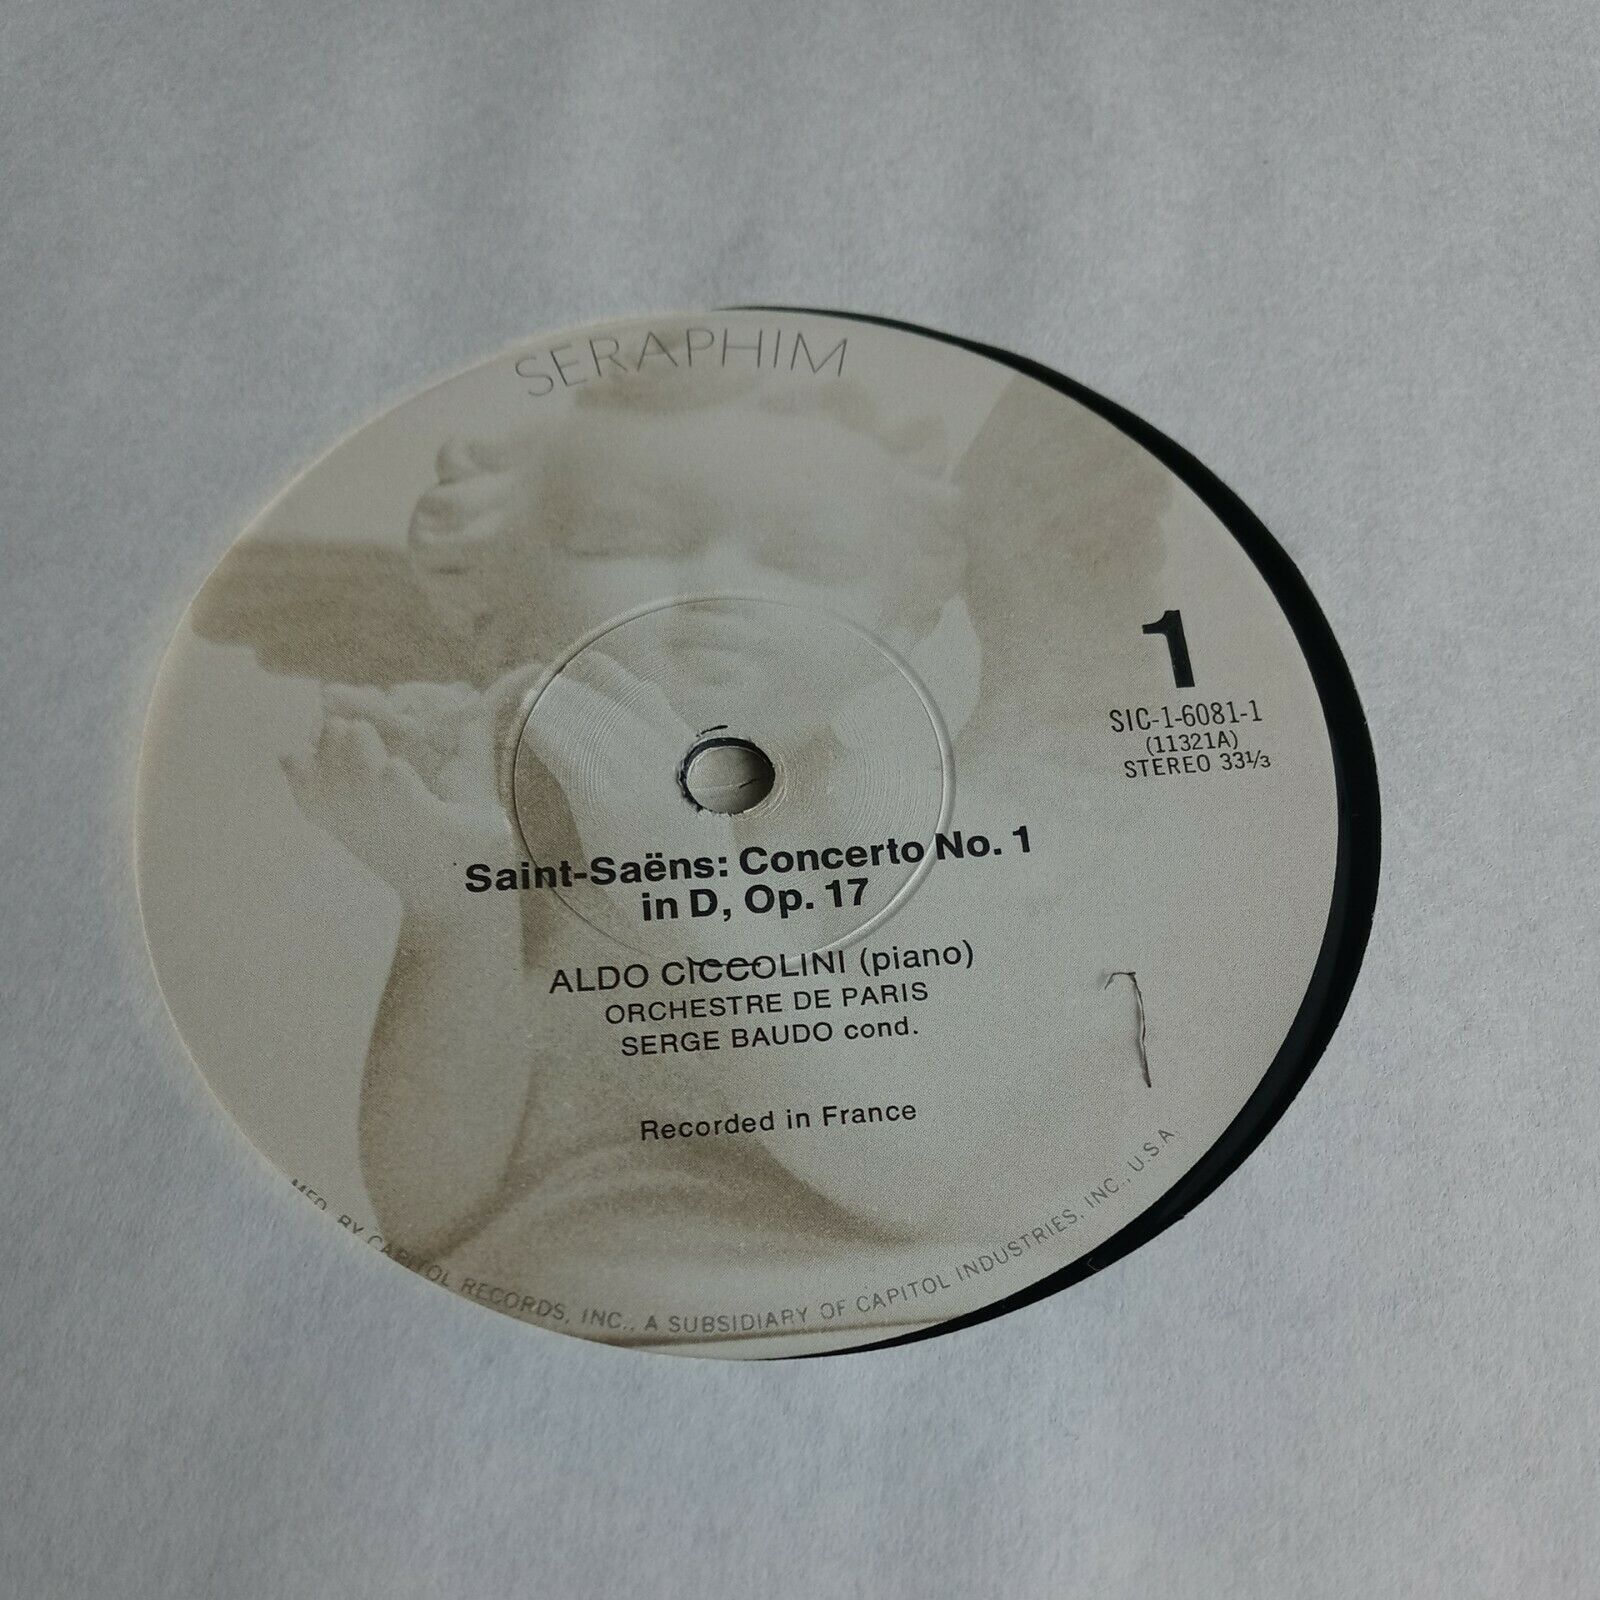 SERAPHIM
1
SIC-1-6081-1
(11321A)
STEREO 33⅓
Saint-Saëns: Concerto No. 1
in D, Op. 17
ALDO CICCOLINI (piano)
ORCHESTRE DE PARIS
SERGE BAUDO cond.
1
Recorded in France
MFD. BY CAPITOL RECORDS, INC., A SUBSIDIARY OF CAPITOL INDUSTRIES, INC., U.S.A.